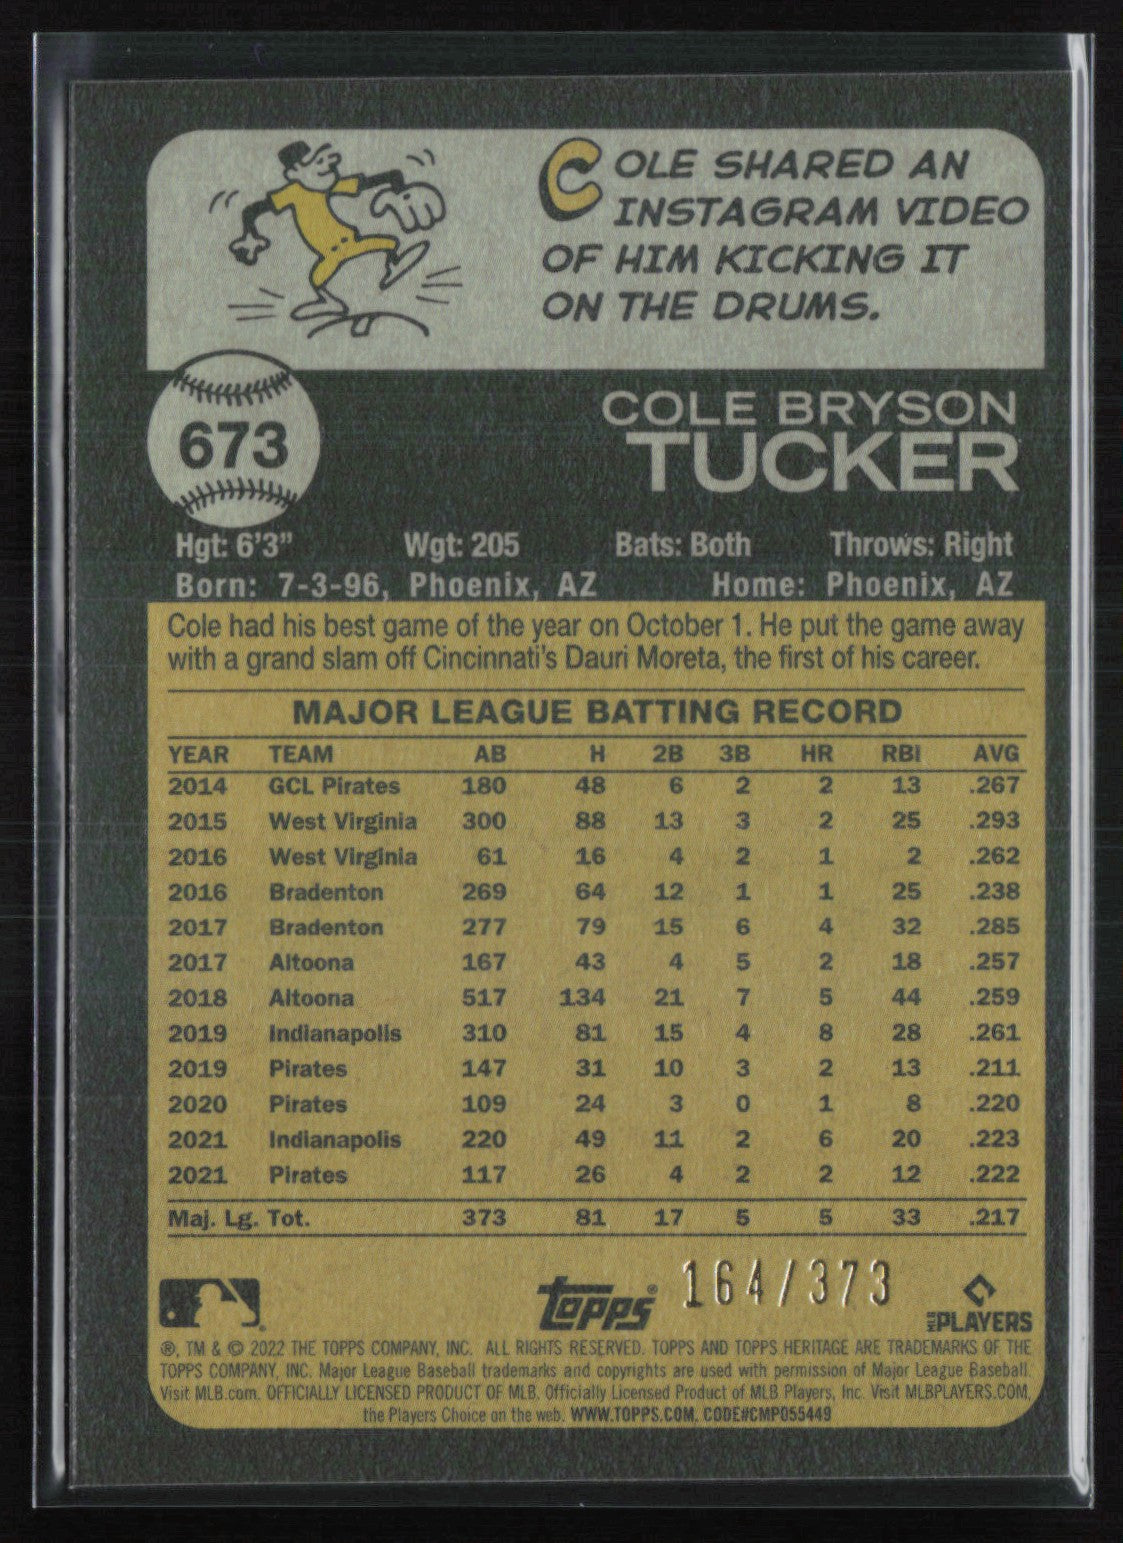 COLE SHARED AN
INSTAGRAM VIDEO
OF HIM KICKING IT
ON THE DRUMS.
673
COLE BRYSON
TUCKER
Hgt: 6'3" Wgt: 205 Bats: Both Throws: Right
Born: 7-3-96, Phoenix, AZ Home: Phoenix, AZ
Cole had his best game of the year on October 1. He put the game away
with a grand slam off Cincinnati's Dauri Moreta, the first of his career.
MAJOR LEAGUE BATTING RECORD
YEAR TEAM AB H 2B 3B HR RBI AVG
2014 GCL Pirates 180 48 6 2 2 13 .267
2015 West Virginia 300 88 13 3 2 25 .293
2016 West Virginia 61 16 4 2 1 2 .262
2016 Bradenton 269 64 12 1 1 25 .238
2017 Bradenton 277 79 15 6 4 32 .285
2017 Altoona 167 43 4 5 2 18 .257
2018 Altoona 517 134 21 7 5 44 .259
2019 Indianapolis 310 81 15 4 8 28 .261
2019 Pirates 147 31 10 3 2 13 .211
2020 Pirates 109 24 3 0 1 8 .220
2021 Indianapolis 220 49 11 2 6 20 .223
2021 Pirates 117 26 4 2 2 12 .222
Maj. Lg. Tot. 373 81 17 5 5 33 .217
Topps® 164/373 MLB PLAYERS
®, TM & © 2022 THE TOPPS COMPANY, INC. ALL RIGHTS RESERVED. TOPPS AND TOPPS HERITAGE ARE TRADEMARKS OF THE
TOPPS COMPANY, INC. Major League Baseball trademarks and copyrights are used with permission of Major League Baseball.
Visit MLB.com. OFFICIALLY LICENSED PRODUCT OF MLB. Officially Licensed Product of MLB Players, Inc. Visit MLBPLAYERS.COM,
the Players Choice on the web. WWW.TOPPS.COM. CODE#CMP055449